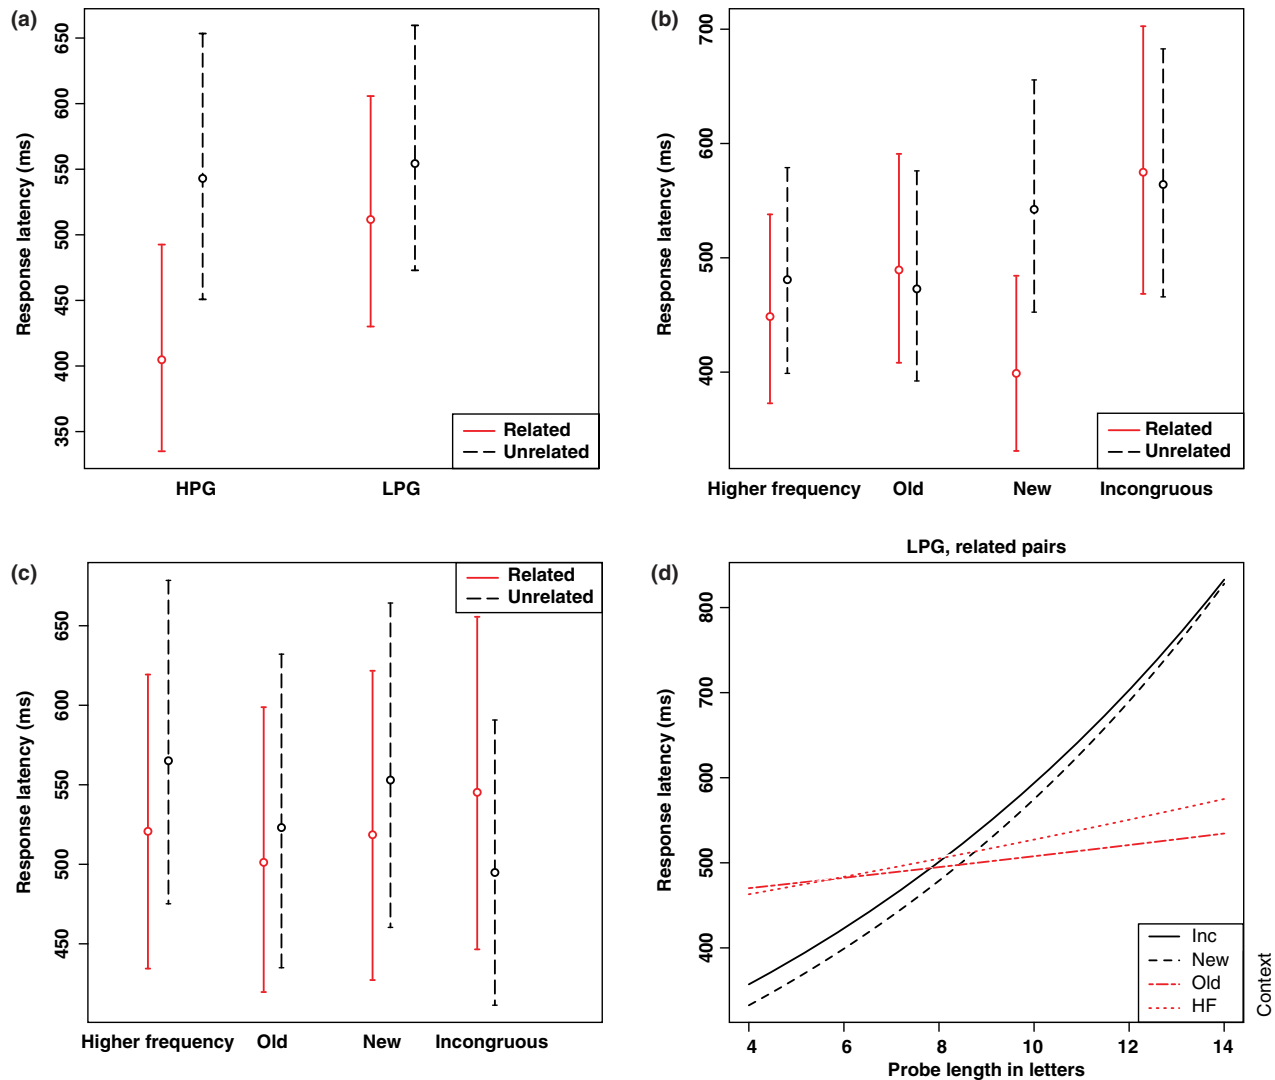 (a)
Response latency (ms)
650
600
550
500
450
400
350
HPG
LPG
Related
Unrelated
(b)
Response latency (ms)
700
600
500
400
Higher frequency
Old
New
Incongruous
Related
Unrelated
(c)
Response latency (ms)
650
600
550
500
450
Higher frequency
Old
New
Incongruous
Related
Unrelated
(d)
LPG, related pairs
Response latency (ms)
800
700
600
500
400
4
6
8
10
12
14
Probe length in letters
Inc
New
Old
HF
Context